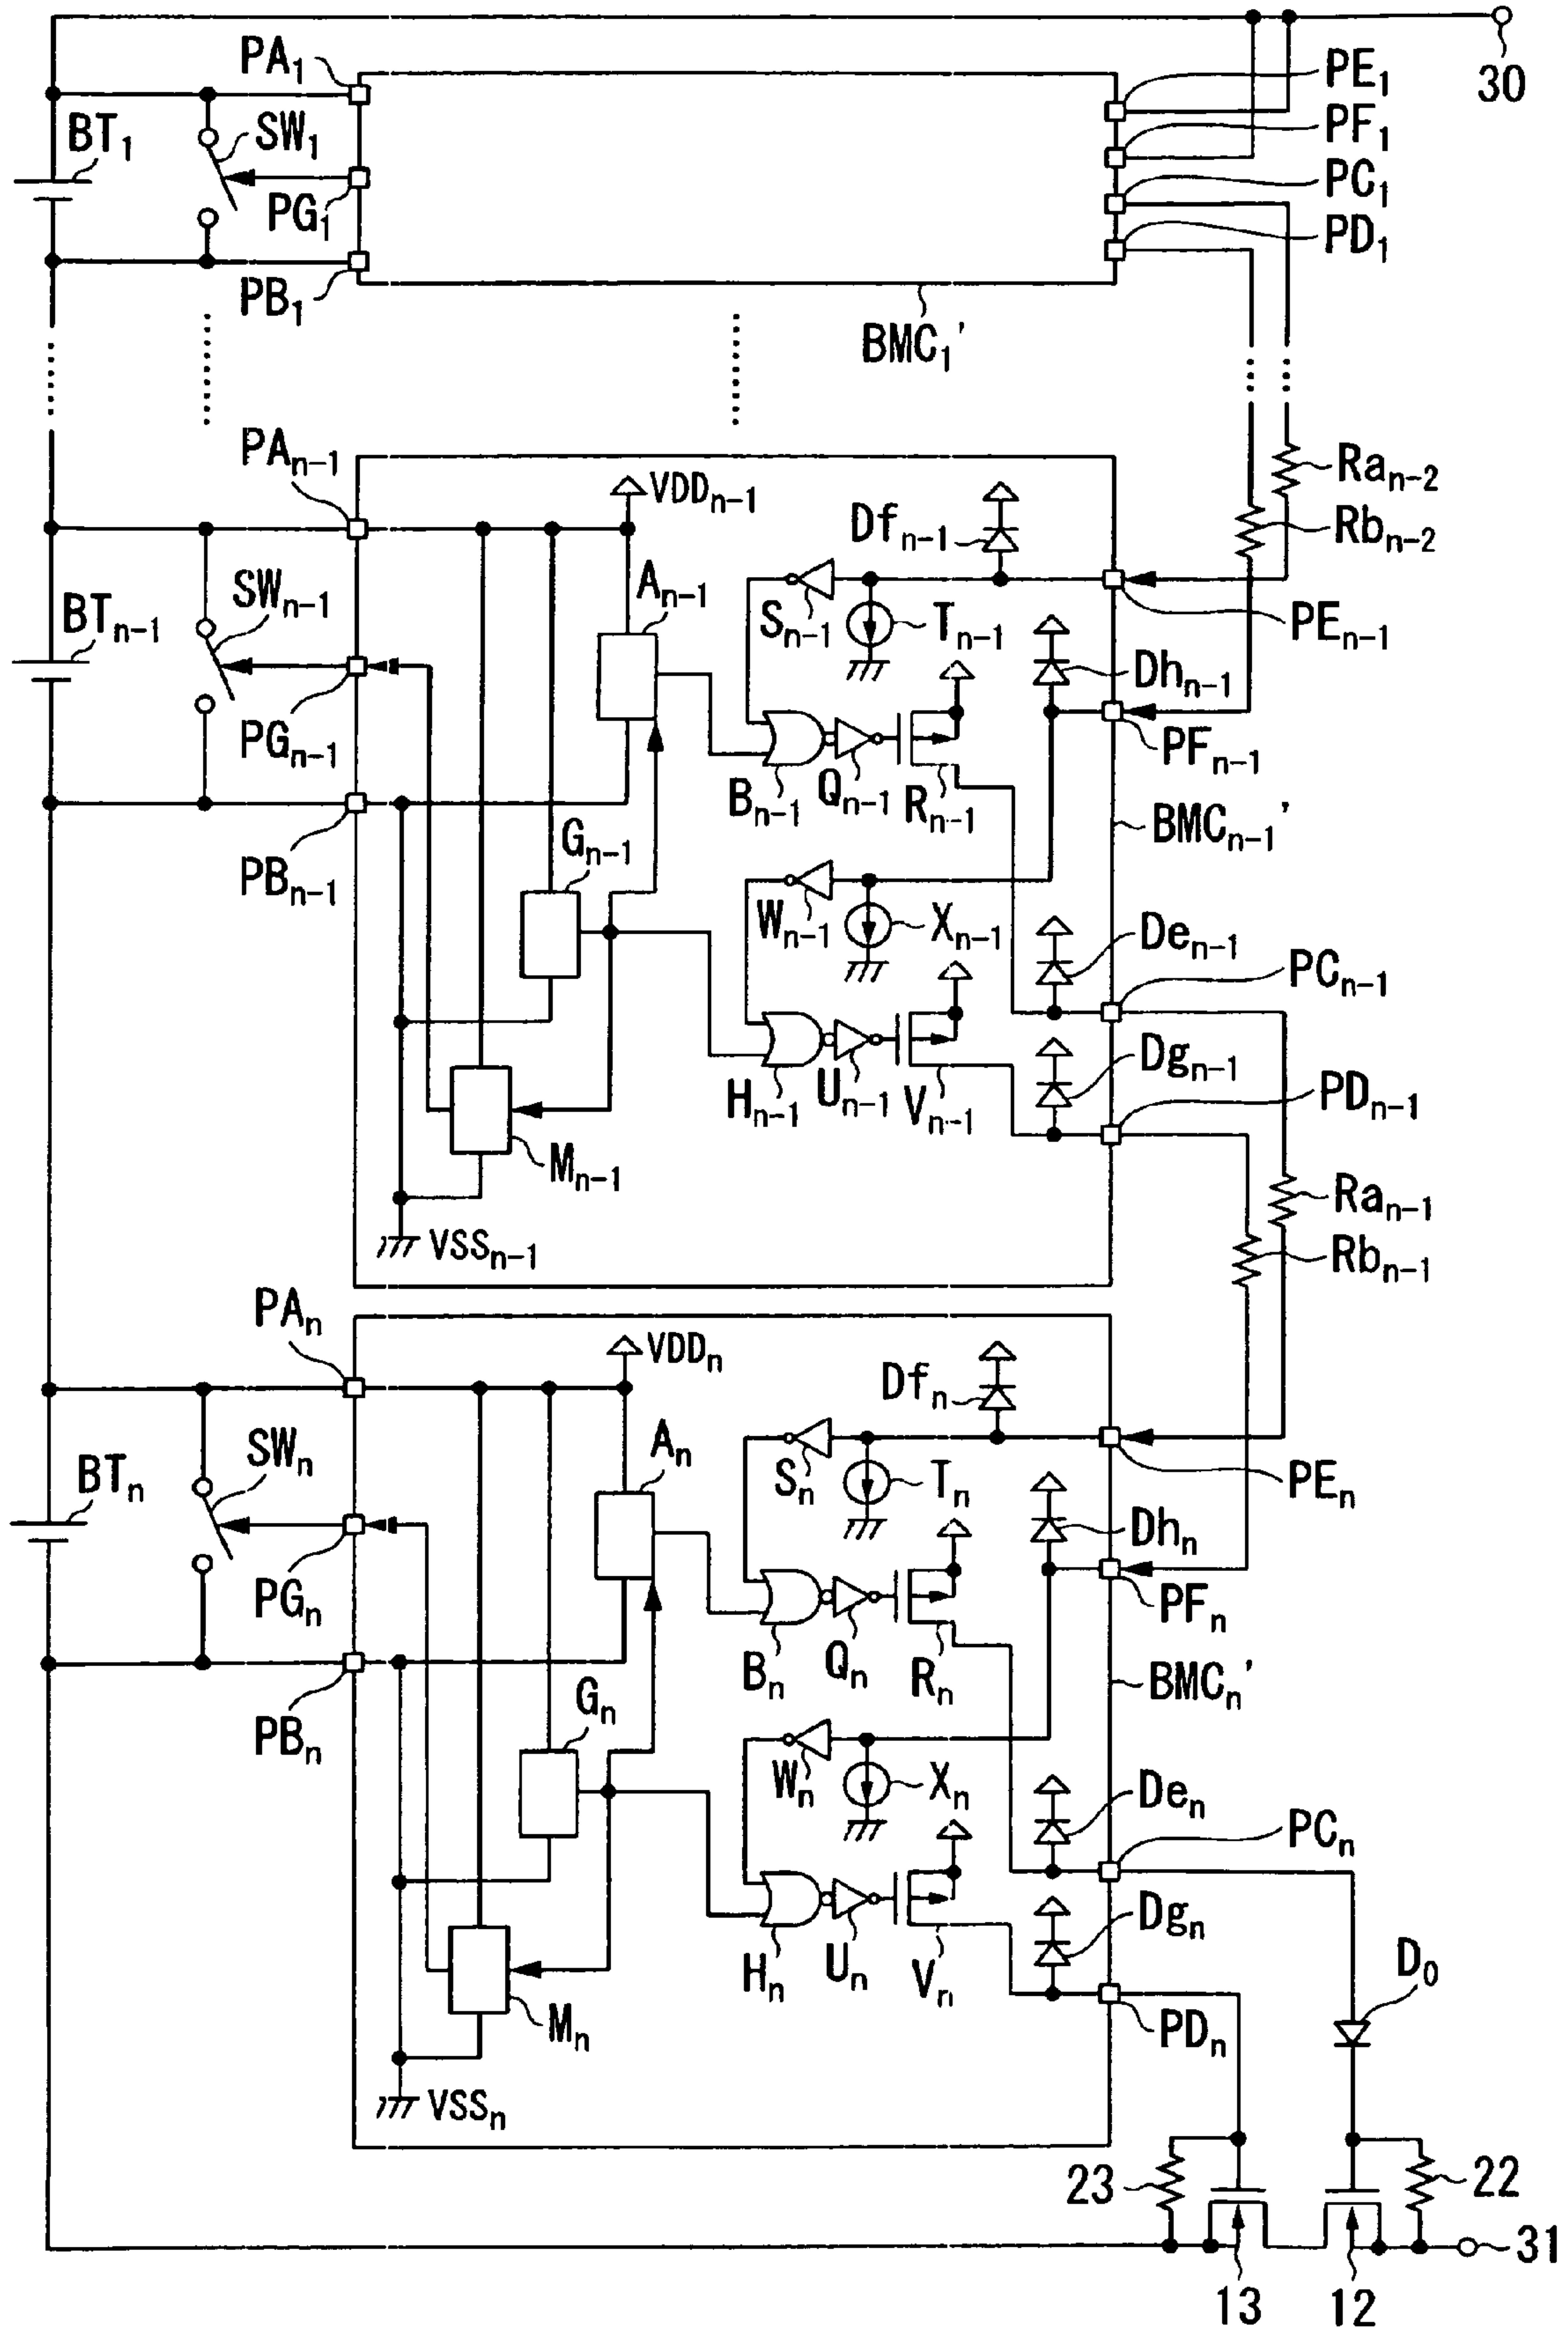 PA₁
PE₁
30
BT₁
SW₁
PF₁
PG₁
PC₁
PD₁
PB₁
BMC₁'
PAₙ₋₁
VDDₙ₋₁
Raₙ₋₂
Dfₙ₋₁
Rbₙ₋₂
Aₙ₋₁
SWₙ₋₁
BTₙ₋₁
Sₙ₋₁
Tₙ₋₁
PEₙ₋₁
Dhₙ₋₁
PGₙ₋₁
PFₙ₋₁
Bₙ₋₁
Qₙ₋₁
Rₙ₋₁
BMCₙ₋₁'
PBₙ₋₁
Gₙ₋₁
Wₙ₋₁
Xₙ₋₁
Deₙ₋₁
PCₙ₋₁
Dgₙ₋₁
Hₙ₋₁
Uₙ₋₁
Vₙ₋₁
PDₙ₋₁
Mₙ₋₁
Raₙ₋₁
VSSₙ₋₁
Rbₙ₋₁
PAₙ
VDDₙ
Dfₙ
Aₙ
SWₙ
BTₙ
Sₙ
Tₙ
PEₙ
Dhₙ
PGₙ
PFₙ
Bₙ
Qₙ
Rₙ
BMCₙ'
PBₙ
Gₙ
Wₙ
Xₙ
Deₙ
PCₙ
Dgₙ
Hₙ
Uₙ
Vₙ
D₀
Mₙ
PDₙ
VSSₙ
23
22
31
13
12